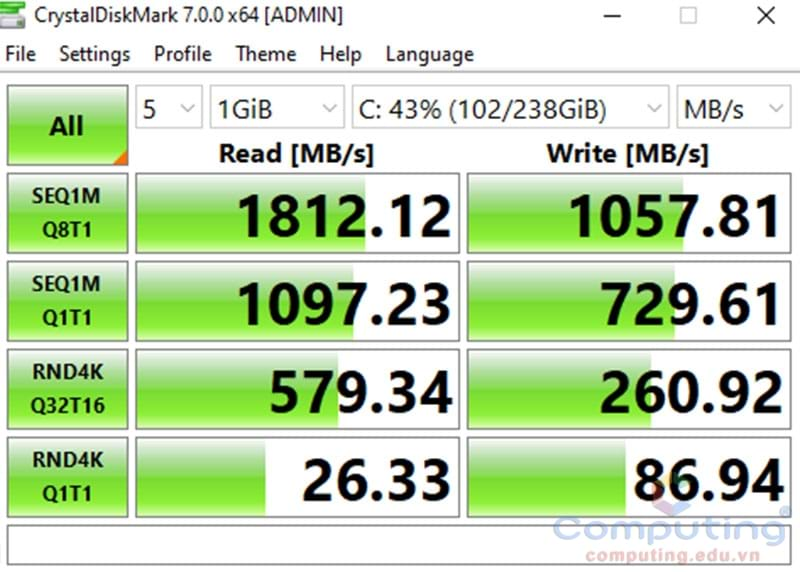 CrystalDiskMark 7.0.0 x64 [ADMIN]
File Settings Profile Theme Help Language
All 5 1GiB C: 43% (102/238GiB) MB/s
Read [MB/s] Write [MB/s]
SEQ1M
Q8T1
1812.12 1057.81
SEQ1M
Q1T1
1097.23 729.61
RND4K
Q32T16
579.34 260.92
RND4K
Q1T1
26.33 86.94
Computing®
computing.edu.vn